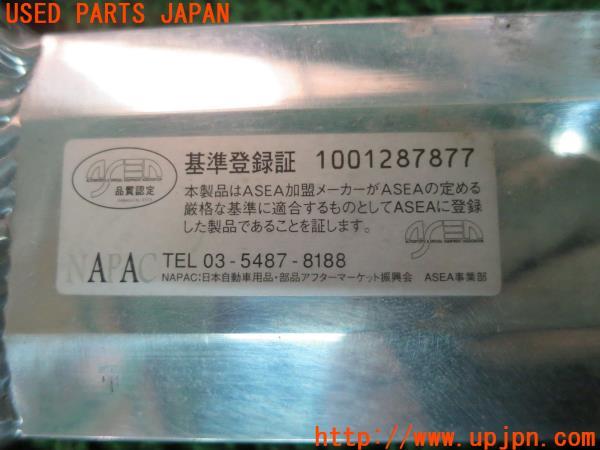 USED PARTS JAPAN
ASEA
品質認定
基準登録証 1001287877
本製品はASEA加盟メーカーがASEAの定める
厳格な基準に適合するものとしてASEAに登録
した製品であることを証します。
ASEA
NAPAC
TEL 03-5487-8188
NAPAC:日本自動車用品・部品アフターマーケット振興会 ASEA事業部
http://www.upjpn.com/